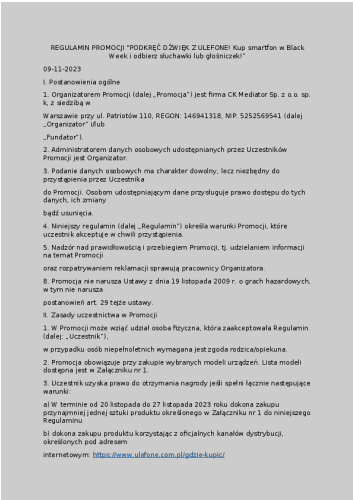 REGULAMIN PROMOCJI "PODKRĘĆ DŹWIĘK Z ULEFONE! Kup smartfon w Black
Week i odbierz słuchawki lub głośniczek!"
09-11-2023
I. Postanowienia ogólne
1. Organizatorem Promocji (dalej „Promocja") jest firma CK Mediator Sp. z o.o. sp.
k, z siedzibą w
Warszawie przy ul. Patriotów 110, REGON: 146941318, NIP: 5252569541 (dalej
„Organizator" i/lub
„Fundator").
2. Administratorem danych osobowych udostępnianych przez Uczestników
Promocji jest Organizator.
3. Podanie danych osobowych ma charakter dowolny, lecz niezbędny do
przystąpienia przez Uczestnika
do Promocji. Osobom udostępniającym dane przysługuje prawo dostępu do tych
danych, ich zmiany
bądź usunięcia.
4. Niniejszy regulamin (dalej „Regulamin") określa warunki Promocji, które
uczestnik akceptuje w chwili przystąpienia.
5. Nadzór nad prawidłowością i przebiegiem Promocji, tj. udzielaniem informacji
na temat Promocji
oraz rozpatrywaniem reklamacji sprawują pracownicy Organizatora.
8. Promocja nie narusza Ustawy z dnia 19 listopada 2009 r. o grach hazardowych,
w tym nie narusza
postanowień art. 29 tejże ustawy.
II. Zasady uczestnictwa w Promocji
1. W Promocji może wziąć udział osoba fizyczna, która zaakceptowała Regulamin
(dalej: „Uczestnik"),
w przypadku osób niepełnoletnich wymagana jest zgoda rodzica/opiekuna.
2. Promocja obowiązuje przy zakupie wybranych modeli urządzeń. Lista modeli
dostępna jest w Załączniku nr 1.
3. Uczestnik uzyska prawo do otrzymania nagrody jeśli spełni łącznie następujące
warunki:
a) W terminie od 20 listopada do 27 listopada 2023 roku dokona zakupu
przynajmniej jednej sztuki produktu określonego w Załączniku nr 1 do niniejszego
Regulaminu
b) dokona zakupu produktu korzystając z oficjalnych kanałów dystrybucji,
określonych pod adresem
internetowym: https://www.ulefone.com.pl/gdzie-kupic/